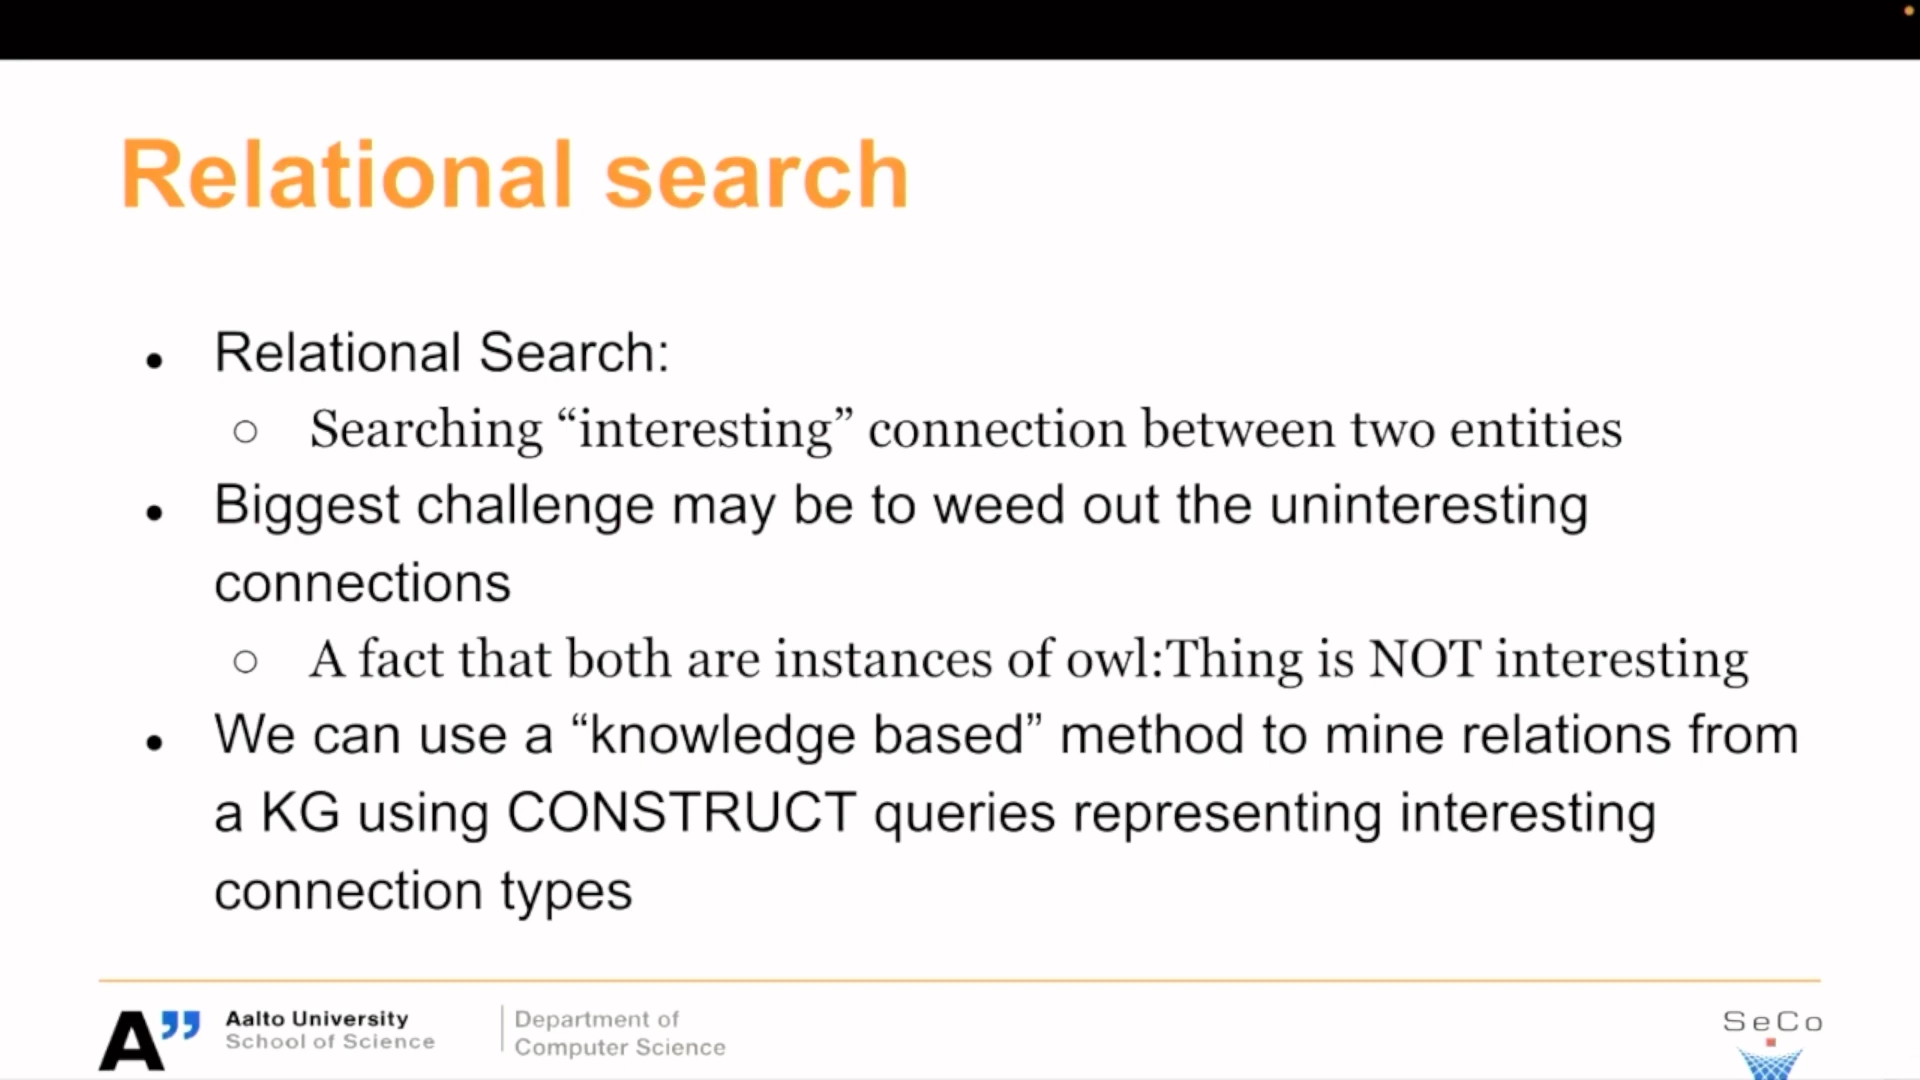 Relational search
• Relational Search:
○ Searching “interesting” connection between two entities
• Biggest challenge may be to weed out the uninteresting
connections
○ A fact that both are instances of owl:Thing is NOT interesting
• We can use a “knowledge based” method to mine relations from
a KG using CONSTRUCT queries representing interesting
connection types
A”
Aalto University
School of Science
Department of
Computer Science
SeCo